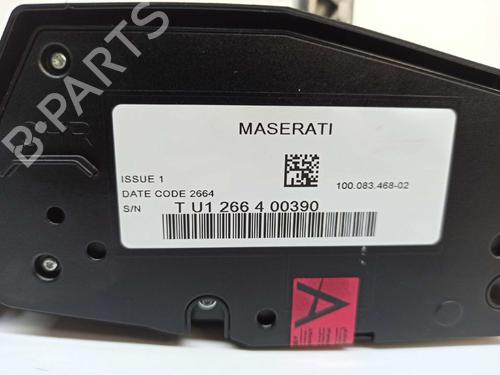 MASERATI
ISSUE 1
DATE CODE 2664
100.083.468-02
S/N T U1 266 4 00390
A
B-PARTS